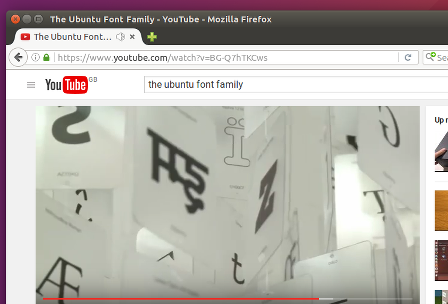 The Ubuntu Font Family - YouTube - Mozilla Firefox
The Ubuntu Font...
https://www.youtube.com/watch?v=BG-Q7hTKCws
Sea
YouTube GB
the ubuntu font family
Up n
S
i
Z
t
Æ